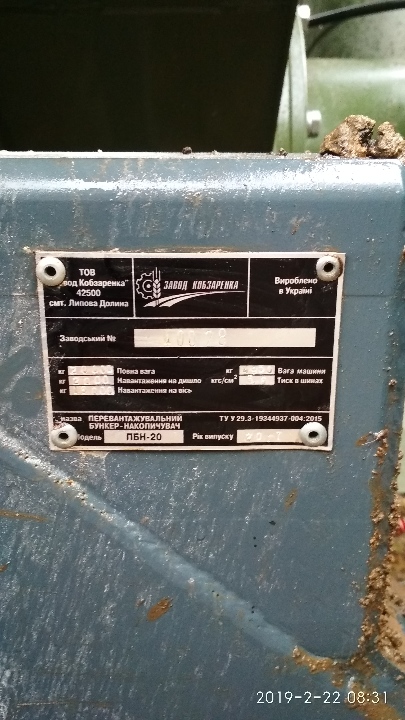 ТОВ
Кобзаренка"
42500
смт. Липова Долина
ЗАВОД КОБЗАРЕНКА
Вироблено
в Україні
Заводський №
кг Повна вага
кг Навантаження на дишло
кг Навантаження на вісь
кг Вага машини
кгс/см² Тиск в шинах
назва ПЕРЕВАНТАЖУВАЛЬНИЙ
БУНКЕР-НАКОПИЧУВАЧ
ТУ У 29.3-19344937-004:2015
модель ПБН-20 Рік випуску
2019-2-22 08:31